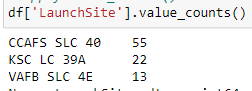 df['LaunchSite'].value_counts()
CCAFS SLC 40    55
KSC LC 39A      22
VAFB SLC 4E     13